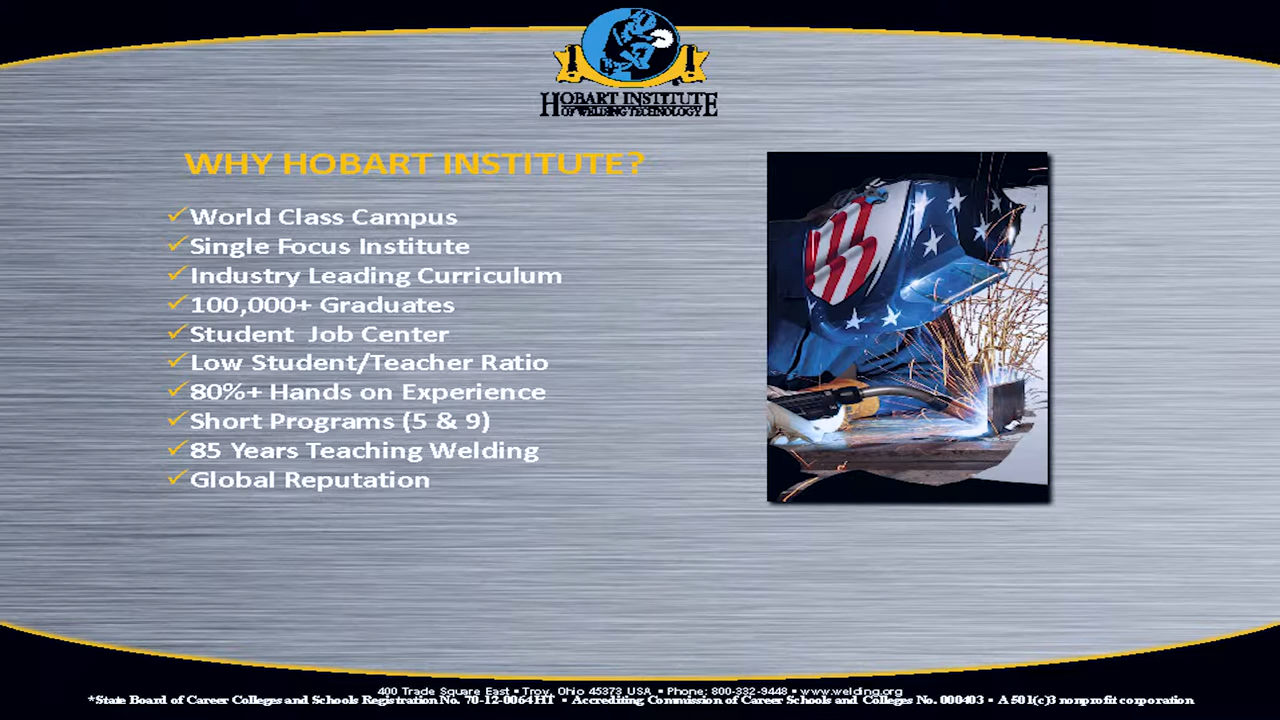 HOBART INSTITUTE
OF WELDING TECHNOLOGY
WHY HOBART INSTITUTE?
✓World Class Campus
✓Single Focus Institute
✓Industry Leading Curriculum
✓100,000+ Graduates
✓Student  Job Center
✓Low Student/Teacher Ratio
✓80%+ Hands on Experience
✓Short Programs (5 & 9)
✓85 Years Teaching Welding
✓Global Reputation
400 Trade Square East ▪ Troy, Ohio 45373 USA ▪ Phone: 800-332-9448 ▪ www.welding.org
*State Board of Career Colleges and Schools Registration No. 70-12-0064HT ▪ Accrediting Commission of Career Schools and Colleges No. 000403 ▪ A 501(c)3 nonprofit corporation